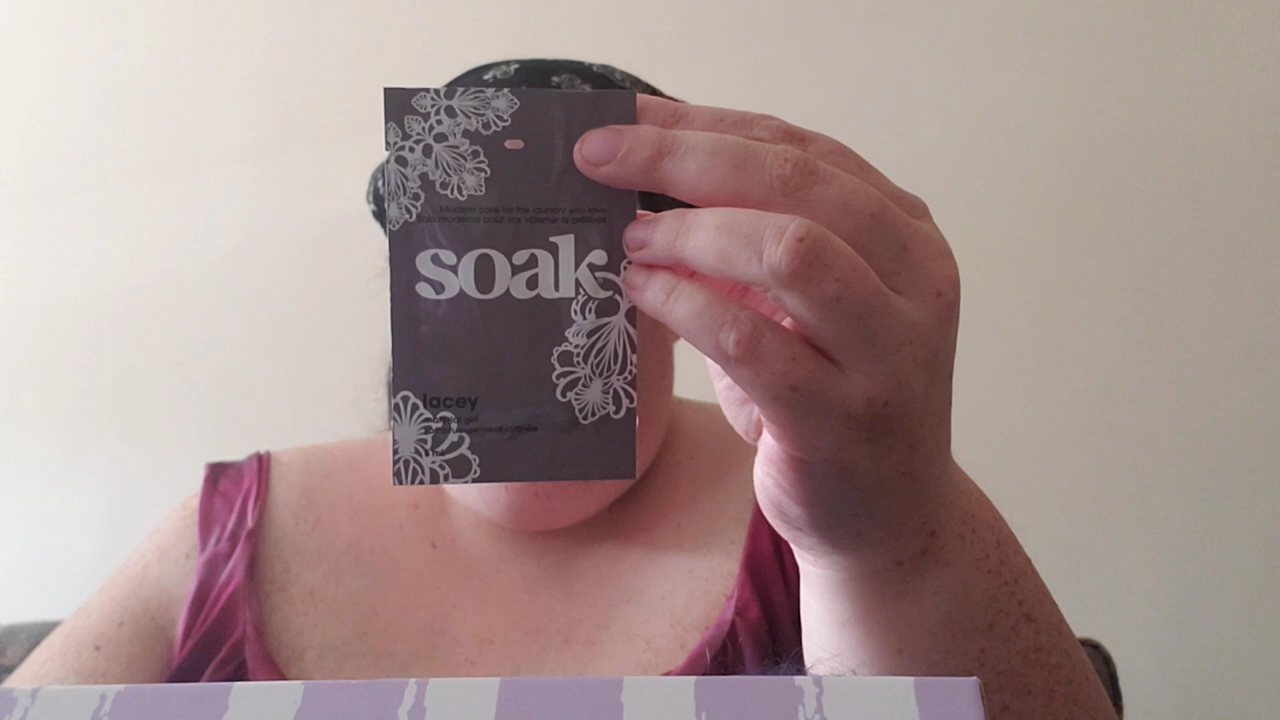 Modern care for the laundry you love
Soin moderne pour vos vêtements préférés
soak
lacey